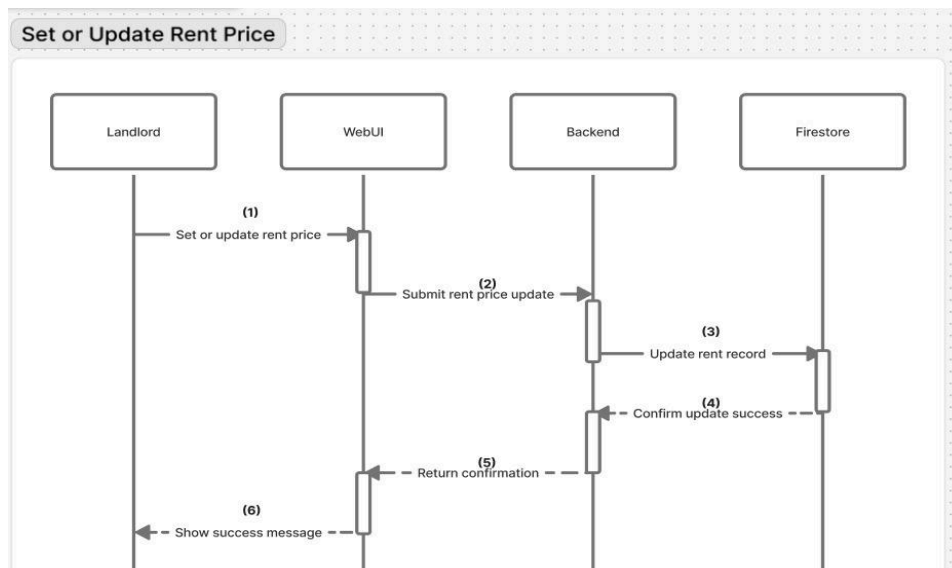 Set or Update Rent Price
Landlord
WebUI
Backend
Firestore
(1)
Set or update rent price
(2)
Submit rent price update
(3)
Update rent record
(4)
Confirm update success
(5)
Return confirmation
(6)
Show success message